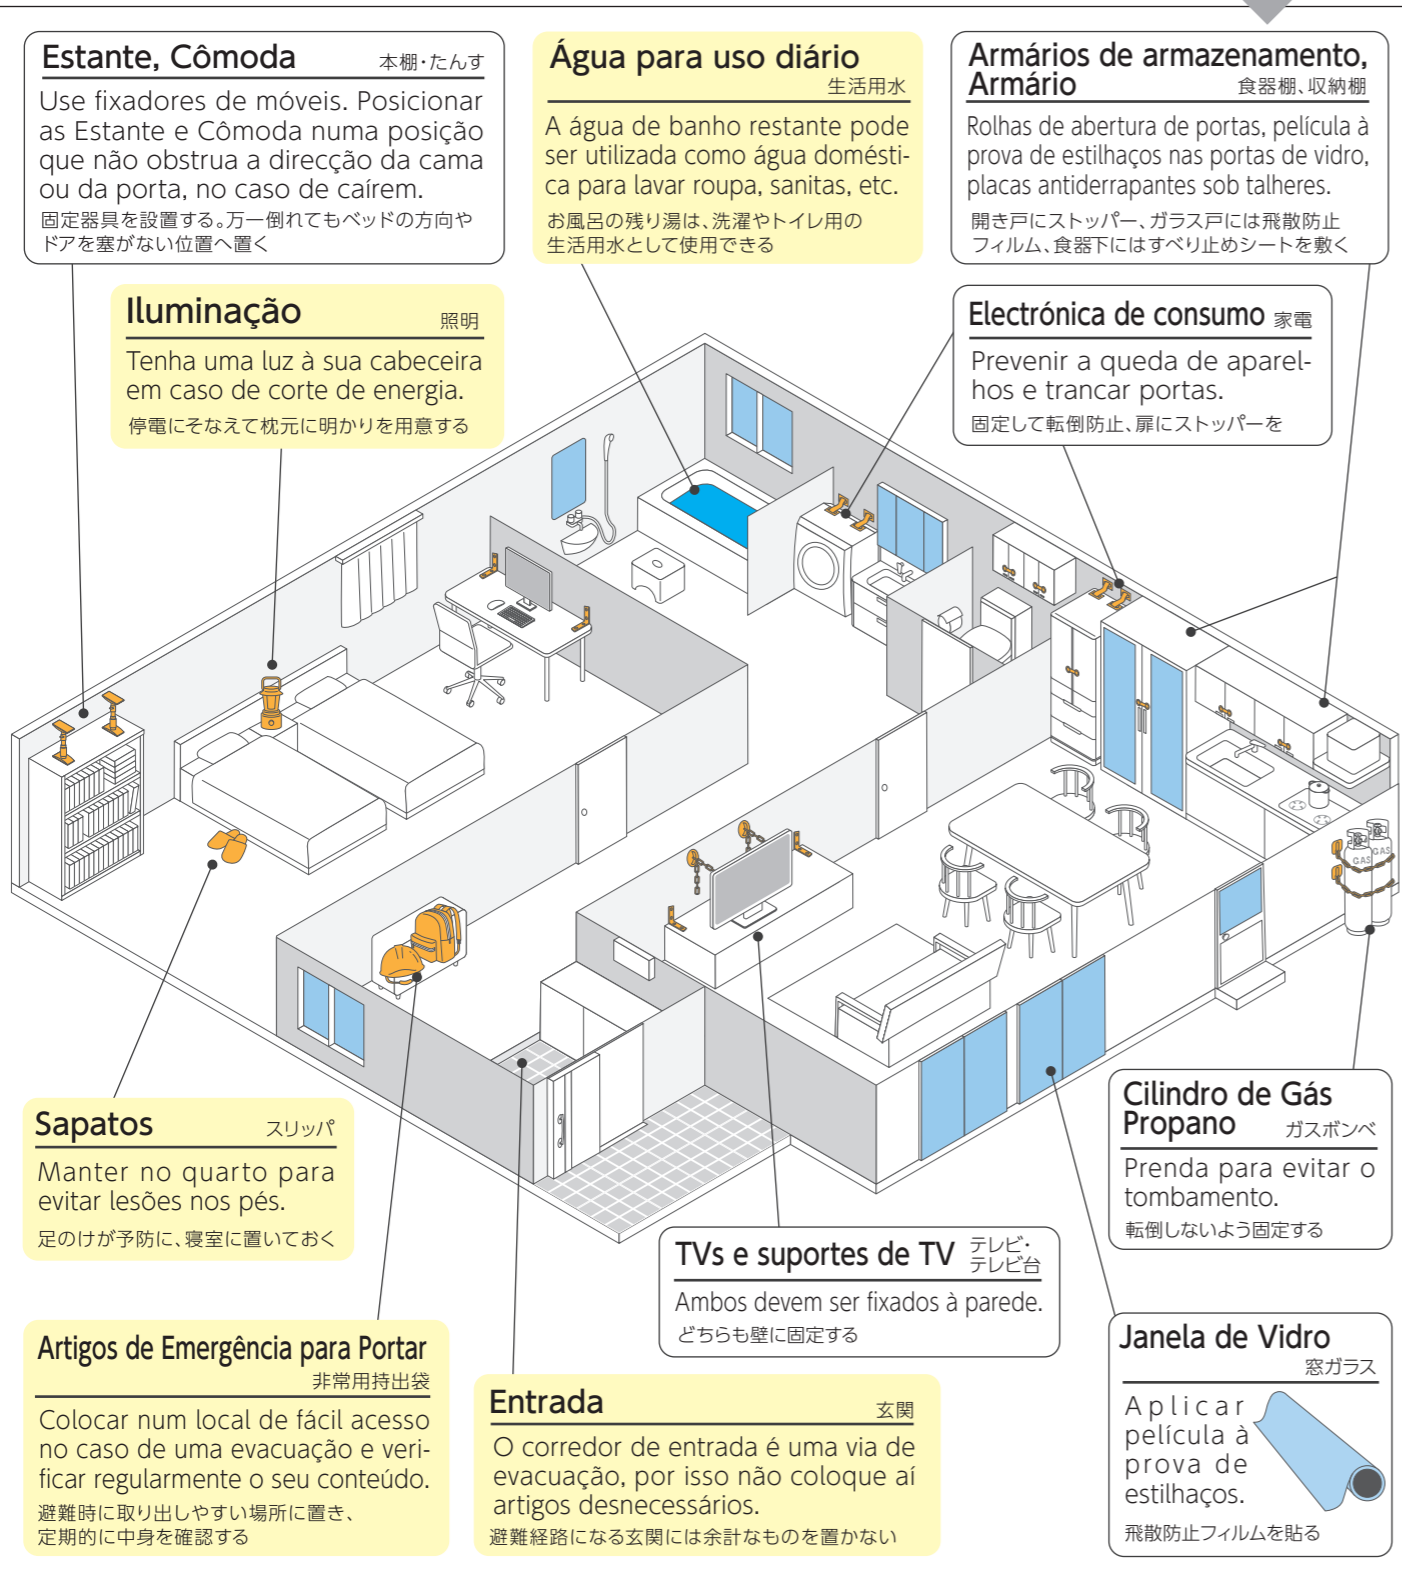 Estante, Cômoda 本棚・たんす
Use fixadores de móveis. Posicionar
as Estante e Cômoda numa posição
que não obstrua a direcção da cama
ou da porta, no caso de caírem.
固定器具を設置する。万一倒れてもベッドの方向や
ドアを塞がない位置へ置く
Água para uso diário
生活用水
A água de banho restante pode
ser utilizada como água domésti-
ca para lavar roupa, sanitas, etc.
お風呂の残り湯は、洗濯やトイレ用の
生活用水として使用できる
Armários de armazenamento,
Armário 食器棚、収納棚
Rolhas de abertura de portas, película à
prova de estilhaços nas portas de vidro,
placas antiderrapantes sob talheres.
開き戸にストッパー、ガラス戸には飛散防止
フィルム、食器下にはすべり止めシートを敷く
Iluminação 照明
Tenha uma luz à sua cabeceira
em caso de corte de energia.
停電にそなえて枕元に明かりを用意する
Electrónica de consumo 家電
Prevenir a queda de aparel-
hos e trancar portas.
固定して転倒防止、扉にストッパーを
GAS
GAS
Sapatos スリッパ
Manter no quarto para
evitar lesões nos pés.
足のけが予防に、寝室に置いておく
Cilindro de Gás
Propano ガスボンベ
Prenda para evitar o
tombamento.
転倒しないよう固定する
TVs e suportes de TV テレビ・
テレビ台
Ambos devem ser fixados à parede.
どちらも壁に固定する
Artigos de Emergência para Portar
非常用持出袋
Colocar num local de fácil acesso
no caso de uma evacuação e veri-
ficar regularmente o seu conteúdo.
避難時に取り出しやすい場所に置き、
定期的に中身を確認する
Entrada 玄関
O corredor de entrada é uma via de
evacuação, por isso não coloque aí
artigos desnecessários.
避難経路になる玄関には余計なものを置かない
Janela de Vidro
窓ガラス
Aplicar
película à
prova de
estilhaços.
飛散防止フィルムを貼る